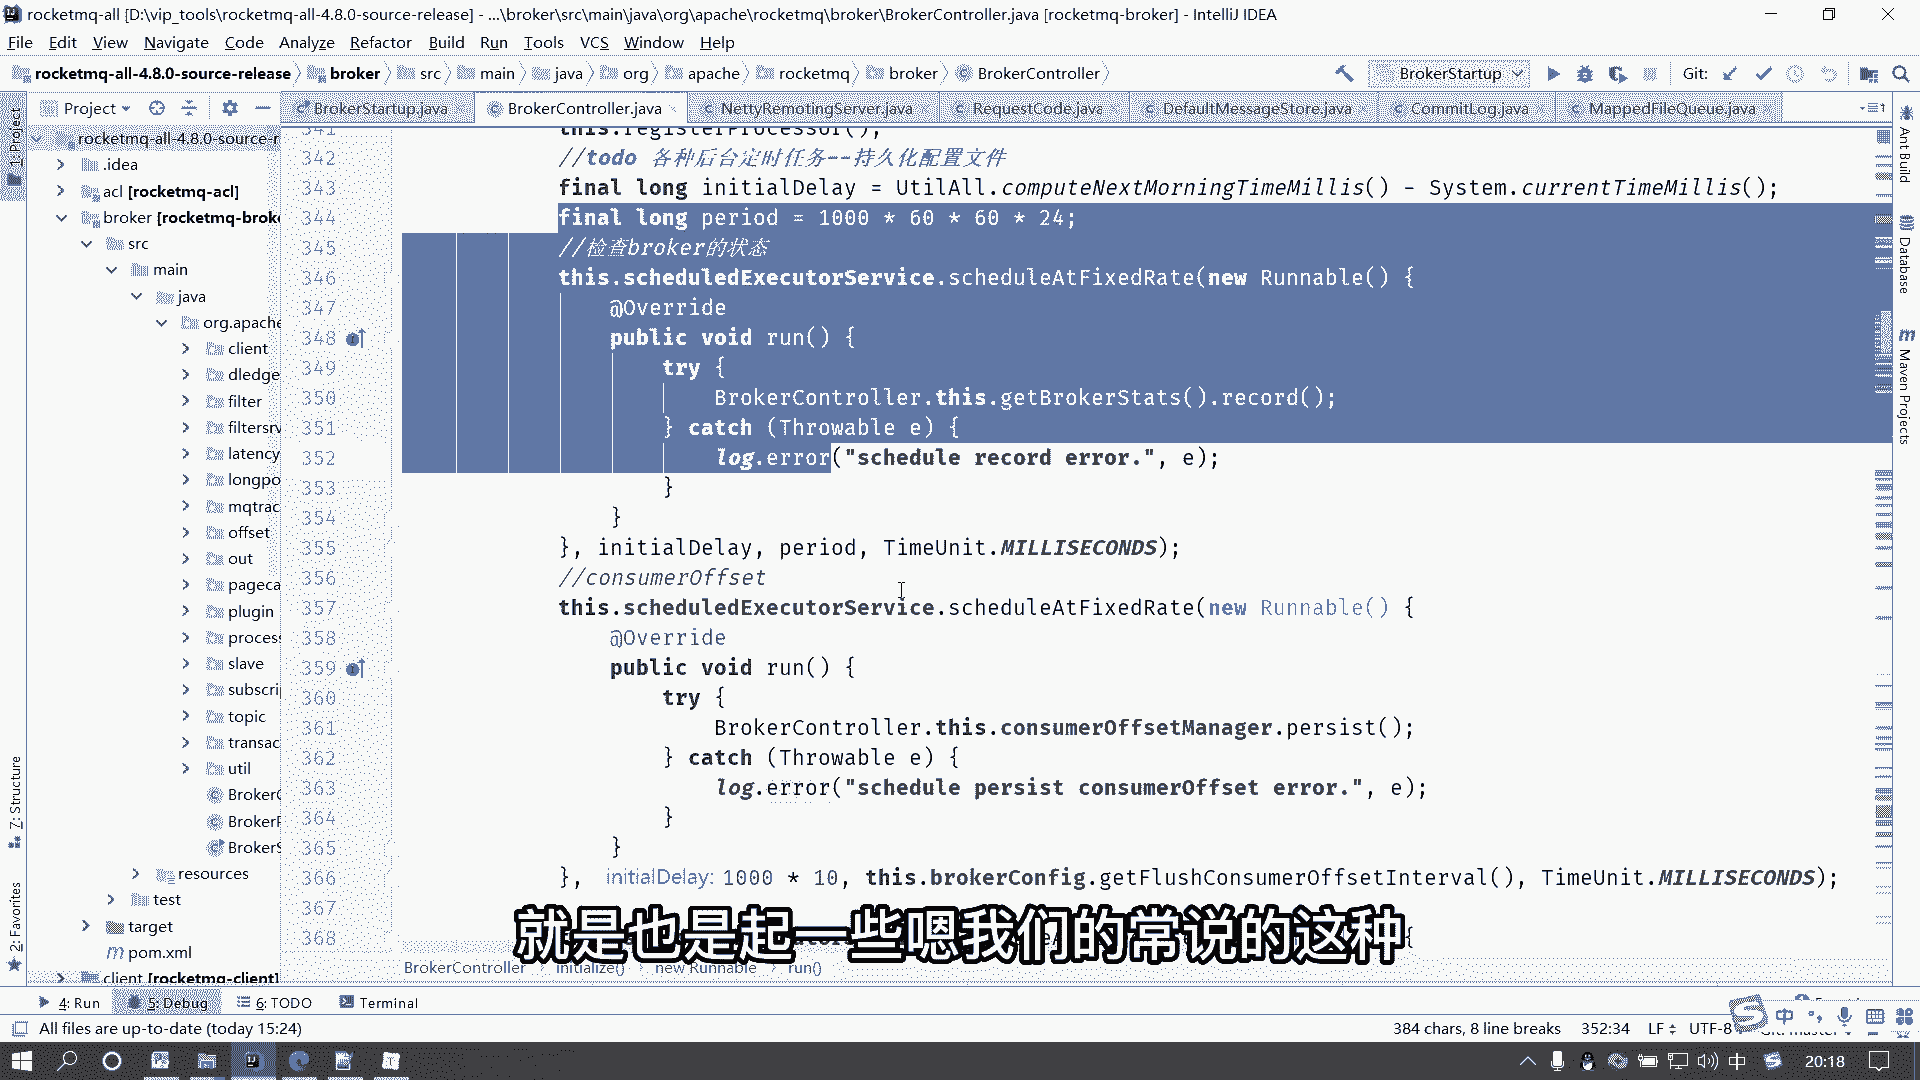 rocketmq-all [D:\vip_tools\rocketmq-all-4.8.0-source-release] - ...\broker\src\main\java\org\apache\rocketmq\broker\BrokerController.java [rocketmq-broker] - IntelliJ IDEA
File Edit View Navigate Code Analyze Refactor Build Run Tools VCS Window Help
rocketmq-all-4.8.0-source-release broker src main java org apache rocketmq broker BrokerController BrokerStartup Git:
Project BrokerStartup.java BrokerController.java NettyRemotingServer.java RequestCode.java DefaultMessageStore.java CommitLog.java MappedFileQueue.java
1: Project
7: Structure
2: Favorites
rocketmq-all-4.8.0-source-r
.idea
acl [rocketmq-acl]
broker [rocketmq-broke
src
main
java
org.apache
client
dledge
filter
filtersrv
latency
longpo
mqtrac
offset
out
pageca
plugin
process
slave
subscri
topic
transac
util
BrokerC
BrokerF
BrokerS
resources
test
target
pom.xml
client [rocketmq-client]
341 this.registerProcessor();
342 //todo 各种后台定时任务--持久化配置文件
343 final long initialDelay = UtilAll.computeNextMorningTimeMillis() - System.currentTimeMillis();
344 final long period = 1000 * 60 * 60 * 24;
345 //检查broker的状态
346 this.scheduledExecutorService.scheduleAtFixedRate(new Runnable() {
347 @Override
348 public void run() {
349 try {
350 BrokerController.this.getBrokerStats().record();
351 } catch (Throwable e) {
352 log.error("schedule record error.", e);
353 }
354 }
355 }, initialDelay, period, TimeUnit.MILLISECONDS);
356 //consumerOffset
357 this.scheduledExecutorService.scheduleAtFixedRate(new Runnable() {
358 @Override
359 public void run() {
360 try {
361 BrokerController.this.consumerOffsetManager.persist();
362 } catch (Throwable e) {
363 log.error("schedule persist consumerOffset error.", e);
364 }
365 }
366 }, initialDelay: 1000 * 10, this.brokerConfig.getFlushConsumerOffsetInterval(), TimeUnit.MILLISECONDS);
367
368 {
就是也是起一些嗯我们的常说的这种
BrokerController initialize() new Runnable run()
Ant Build
Database
Maven Projects
4: Run 5: Debug 6: TODO Terminal
All files are up-to-date (today 15:24) 384 chars, 8 line breaks 352:34 LF UTF-8
中
中 20:18